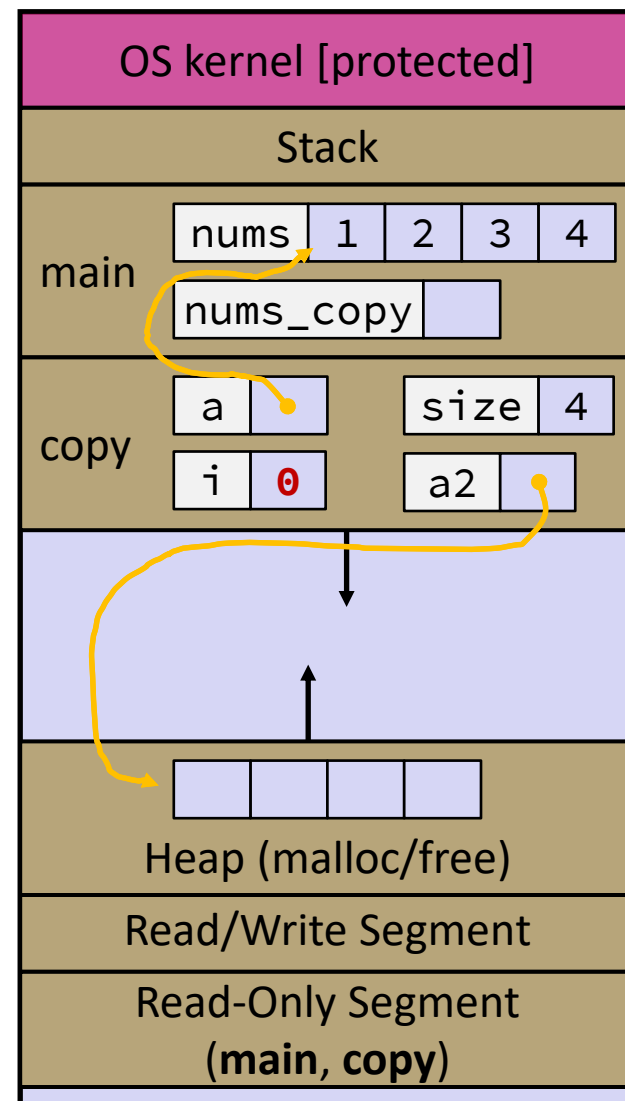 OS kernel [protected]
Stack
main
nums 1 2 3 4
nums_copy
copy
a size 4
i 0 a2
Heap (malloc/free)
Read/Write Segment
Read-Only Segment
(main, copy)